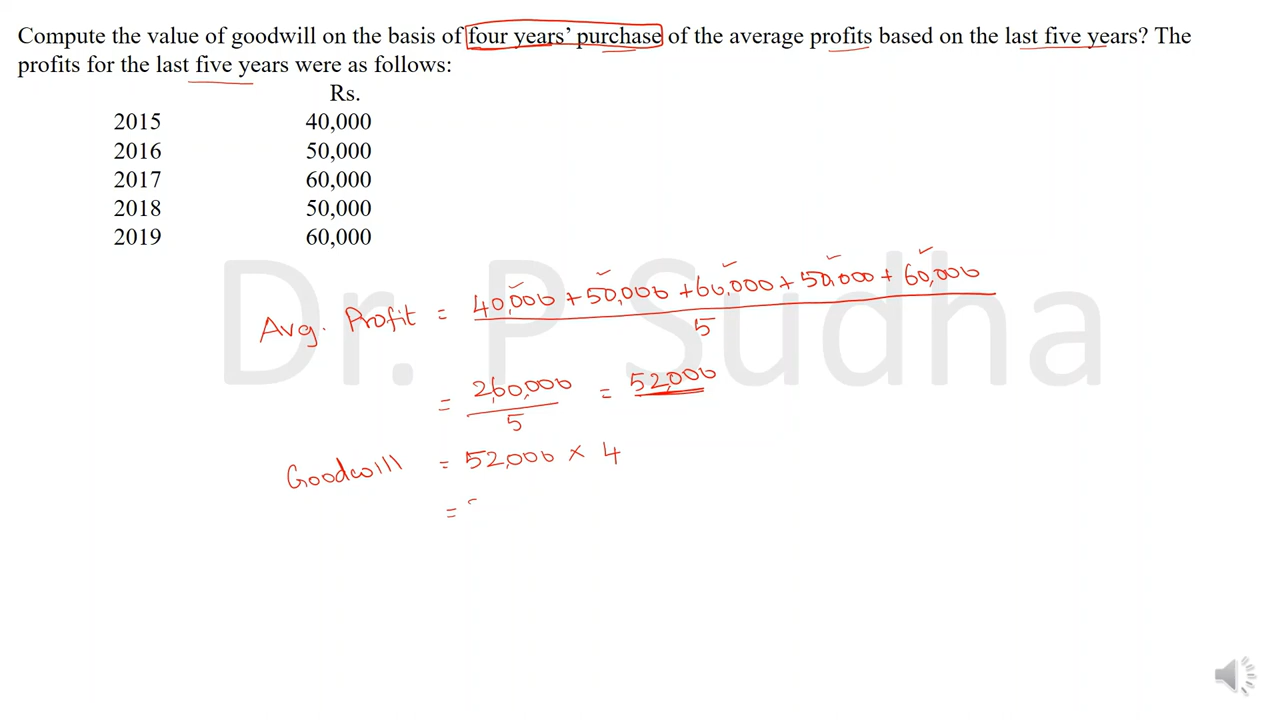 Compute the value of goodwill on the basis of four years’ purchase of the average profits based on the last five years? The
profits for the last five years were as follows:
Rs.
2015 40,000
2016 50,000
2017 60,000
2018 50,000
2019 60,000
Dr. P Sudha
Avg. Profit = 40,000 + 50,000 + 60,000 + 50,000 + 60,000
5
= 2,60,000 = 52,000
5
Goodwill = 52,000 × 4
=